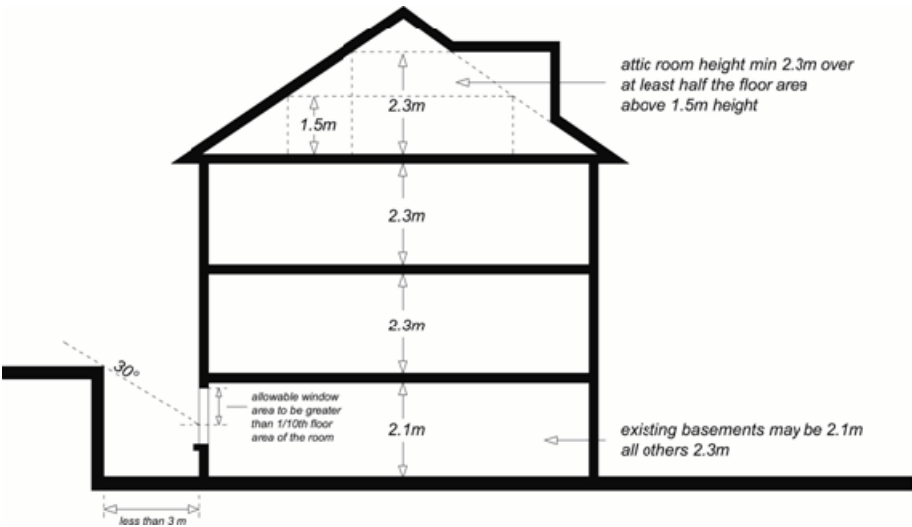 attic room height min 2.3m over
at least half the floor area
above 1.5m height
2.3m
1.5m
2.3m
2.3m
30°
allowable window
area to be greater
than 1/10th floor
area of the room
2.1m
existing basements may be 2.1m
all others 2.3m
less than 3 m